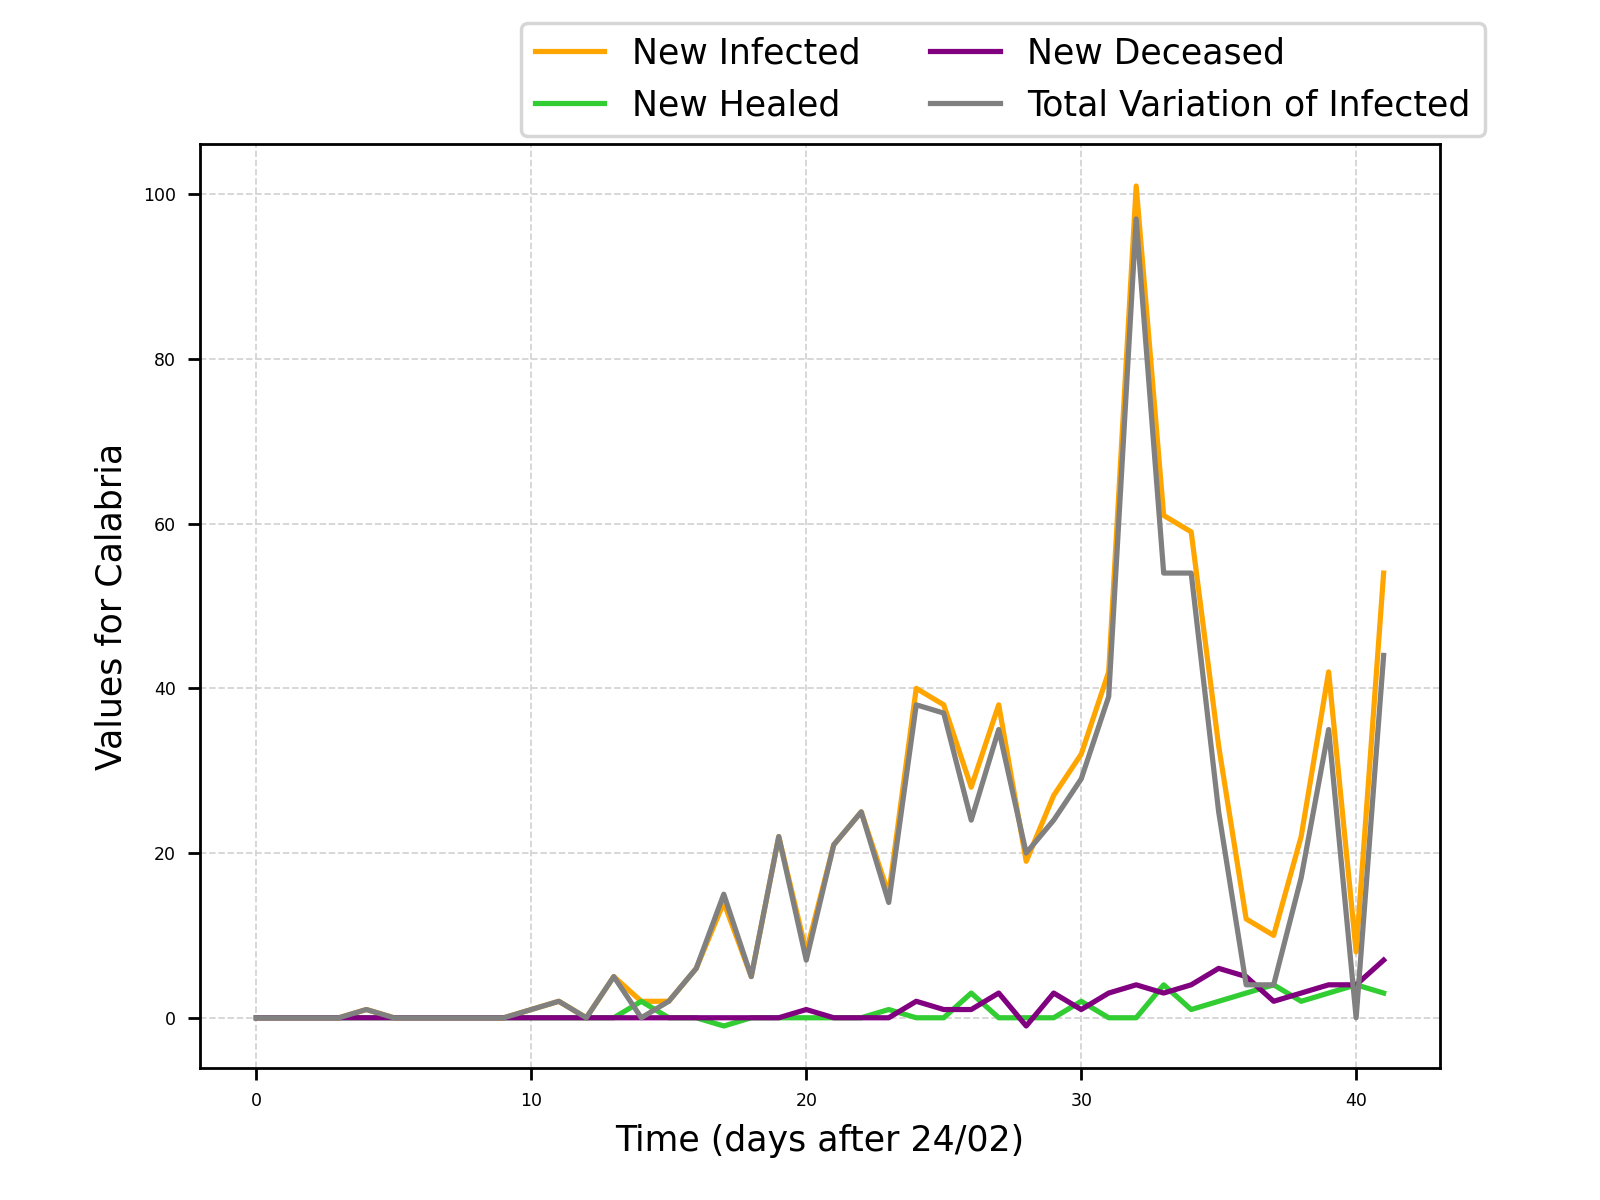 New Infected
New Healed
New Deceased
Total Variation of Infected
100
80
60
40
20
0
Values for Calabria
0 10 20 30 40
Time (days after 24/02)